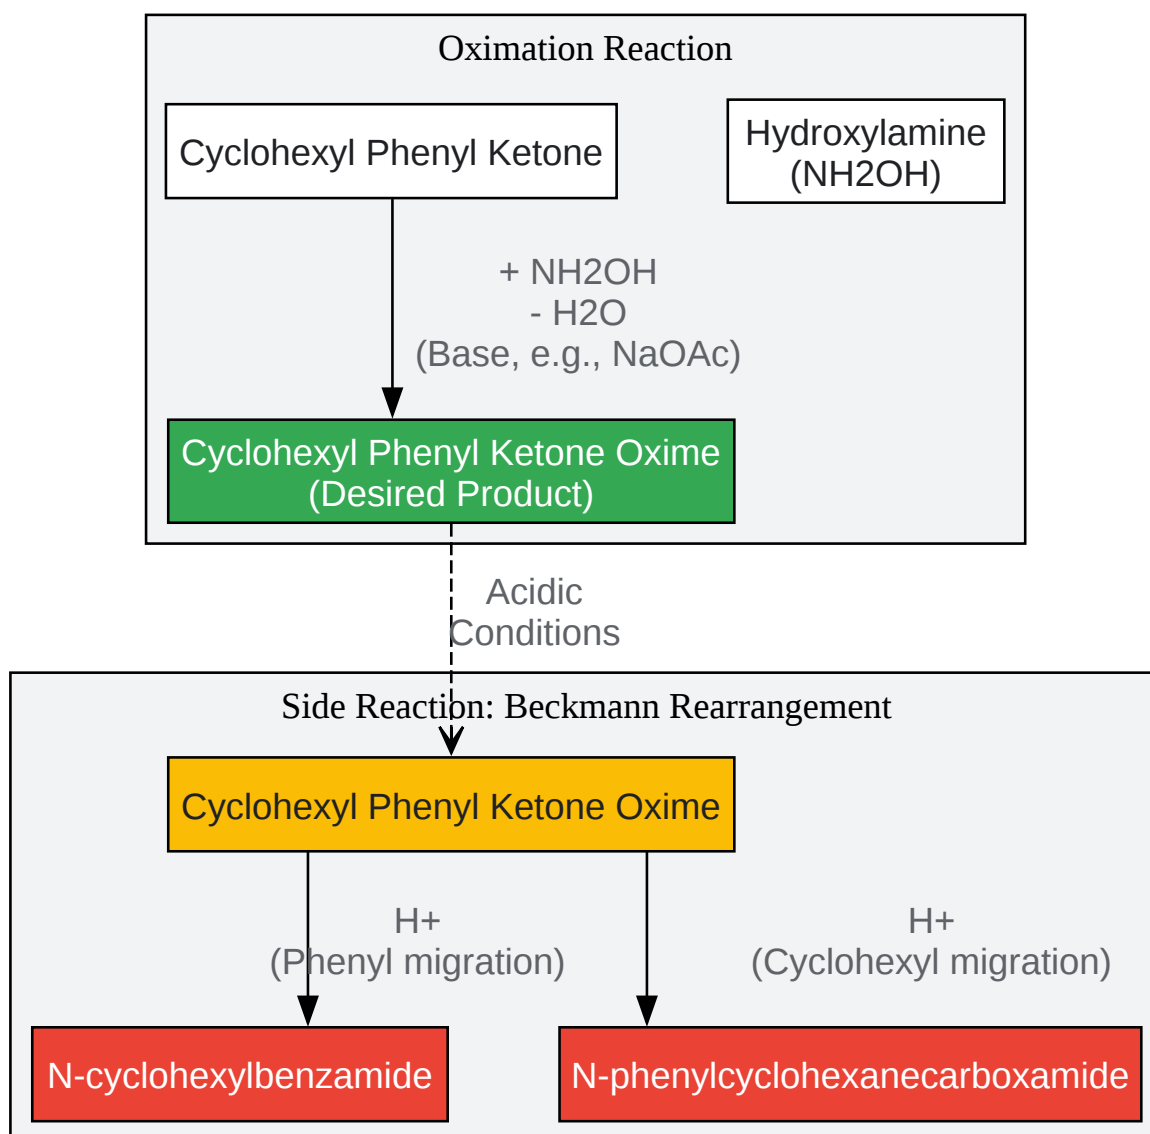 Oximation Reaction
Cyclohexyl Phenyl Ketone
Hydroxylamine
(NH2OH)
+ NH2OH
- H2O
(Base, e.g., NaOAc)
Cyclohexyl Phenyl Ketone Oxime
(Desired Product)
Acidic
Conditions
Side Reaction: Beckmann Rearrangement
Cyclohexyl Phenyl Ketone Oxime
H+
(Phenyl migration)
H+
(Cyclohexyl migration)
N-cyclohexylbenzamide
N-phenylcyclohexanecarboxamide